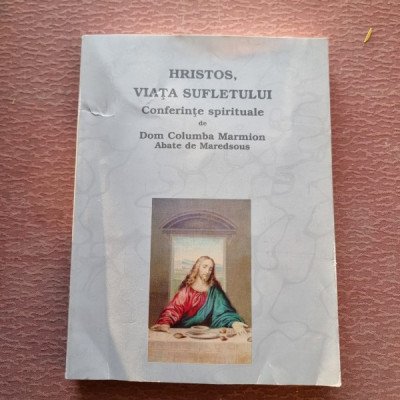 HRISTOS,
VIAȚA SUFLETULUI
Conferințe spirituale
de
Dom Columba Marmion
Abate de Maredsous